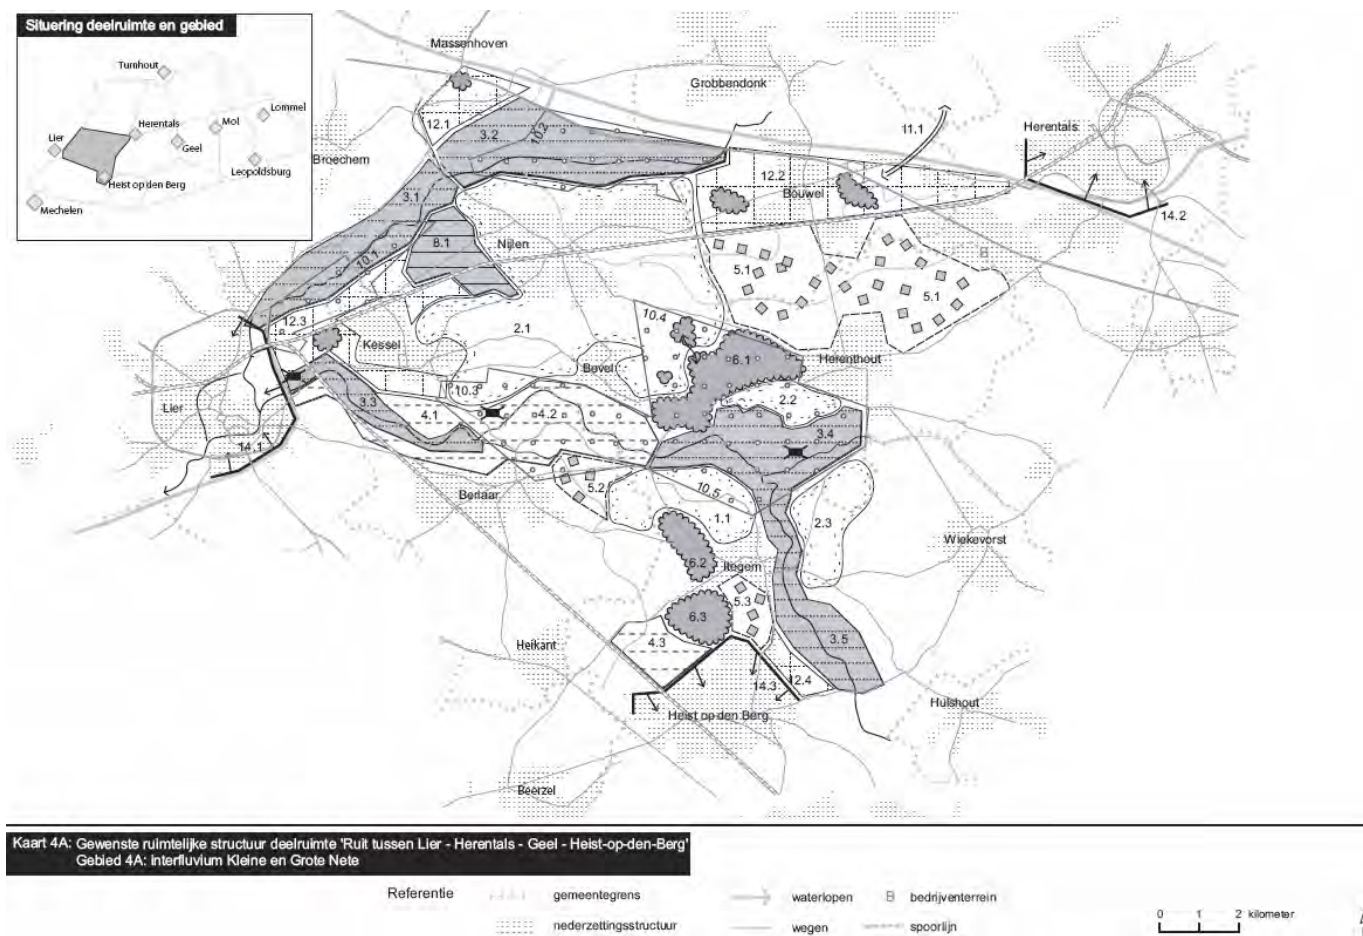 Situering deelruimte en gebied
Turnhout
Lommel
Herentals
Mol
Lier
Geel
Leopoldsburg
Heist op den Berg
Mechelen
Massenhoven
Grobbendonk
Herentals
Broechem
12.1
3.2
10.2
11.1
12.2
Bouwel
14.2
3.1
8.1
Nijlen
10.1
5.1
5.1
B
12.3
Kessel
2.1
10.4
Bevel
6.1
Herenthout
10.3
2.2
Lier
3.3
4.1
4.2
3.4
14.1
Berlaar
5.2
10.5
1.1
2.3
Wiekevorst
6.2
Itegem
5.3
6.3
3.5
Heikant
4.3
14.3
12.4
Heist op den Berg
Hulshout
Beerzel
Kaart 4A: Gewenste ruimtelijke structuur deelruimte 'Ruit tussen Lier - Herentals - Geel - Heist-op-den-Berg'
Gebied 4A: interfluvium Kleine en Grote Nete
Referentie
gemeentegrens
waterlopen
B bedrijventerrein
nederzettingsstructuur
wegen
spoorlijn
0 1 2 kilometer